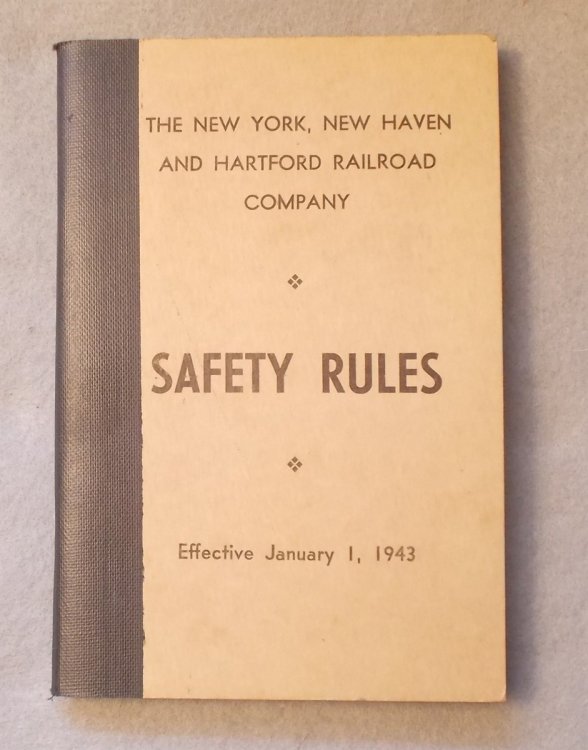 THE NEW YORK, NEW HAVEN
AND HARTFORD RAILROAD
COMPANY
SAFETY RULES
Effective January 1, 1943